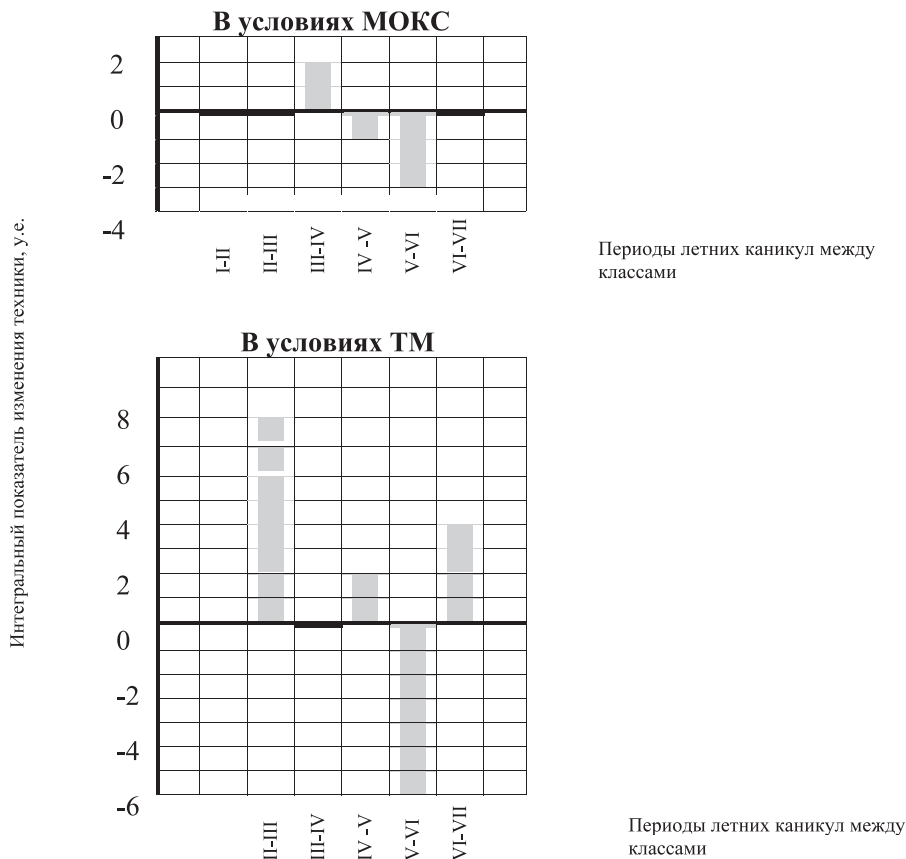 В условиях МОКС
2
0
-2
-4
I-II
II-III
III-IV
IV -V
V-VI
VI-VII
Периоды летних каникул между
классами
Интегральный показатель изменения техники, у.е.
В условиях ТМ
8
6
4
2
0
-2
-4
-6
II-III
III-IV
IV -V
V-VI
VI-VII
Периоды летних каникул между
классами